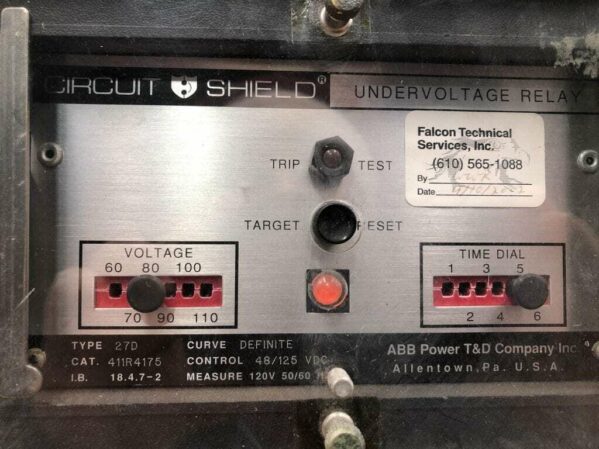 CIRCUIT SHIELD®
UNDERVOLTAGE RELAY
Falcon Technical
Services, Inc.
(610) 565-1088
By
Date
TRIP TEST
TARGET RESET
VOLTAGE
60 80 100
70 90 110
TIME DIAL
1 3 5
2 4 6
TYPE 27D
CAT. 411R4175
I.B. 18.4.7-2
CURVE DEFINITE
CONTROL 48/125 VDC
MEASURE 120V 50/60
ABB Power T&D Company Inc.
Allentown, Pa. U.S.A.